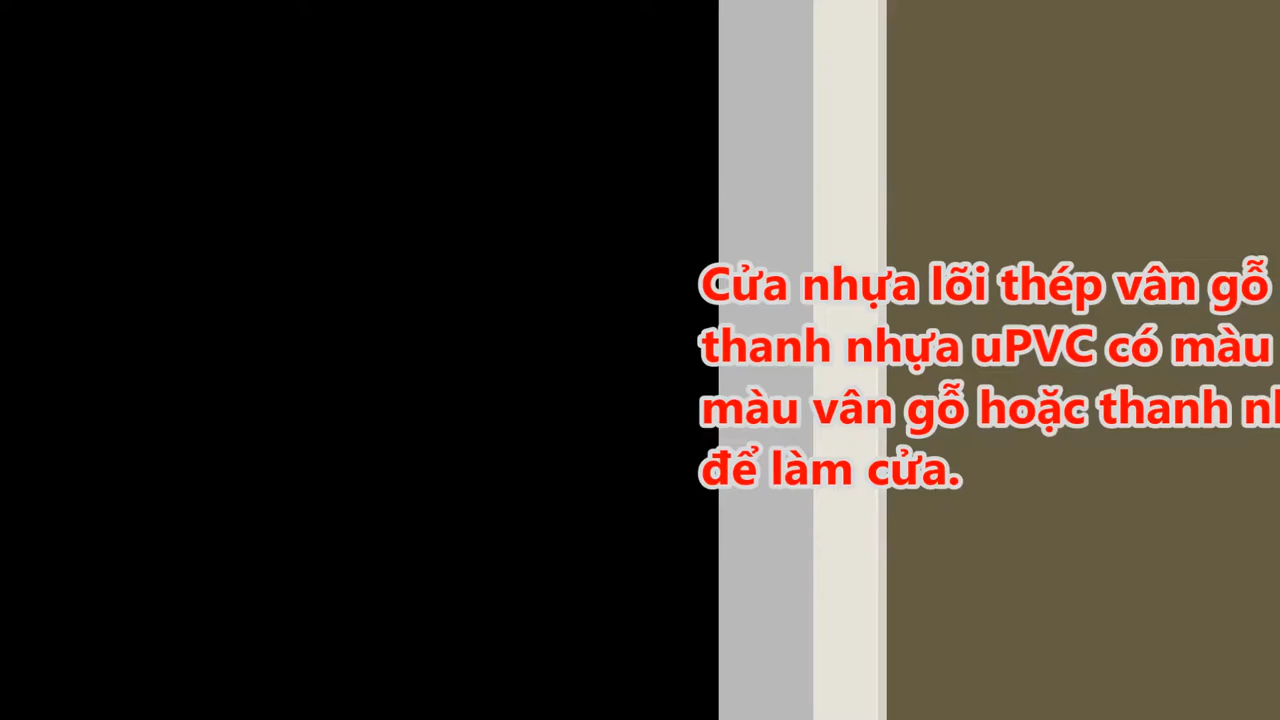 Cửa nhựa lõi thép vân gỗ
thanh nhựa uPVC có màu
màu vân gỗ hoặc thanh
để làm cửa.